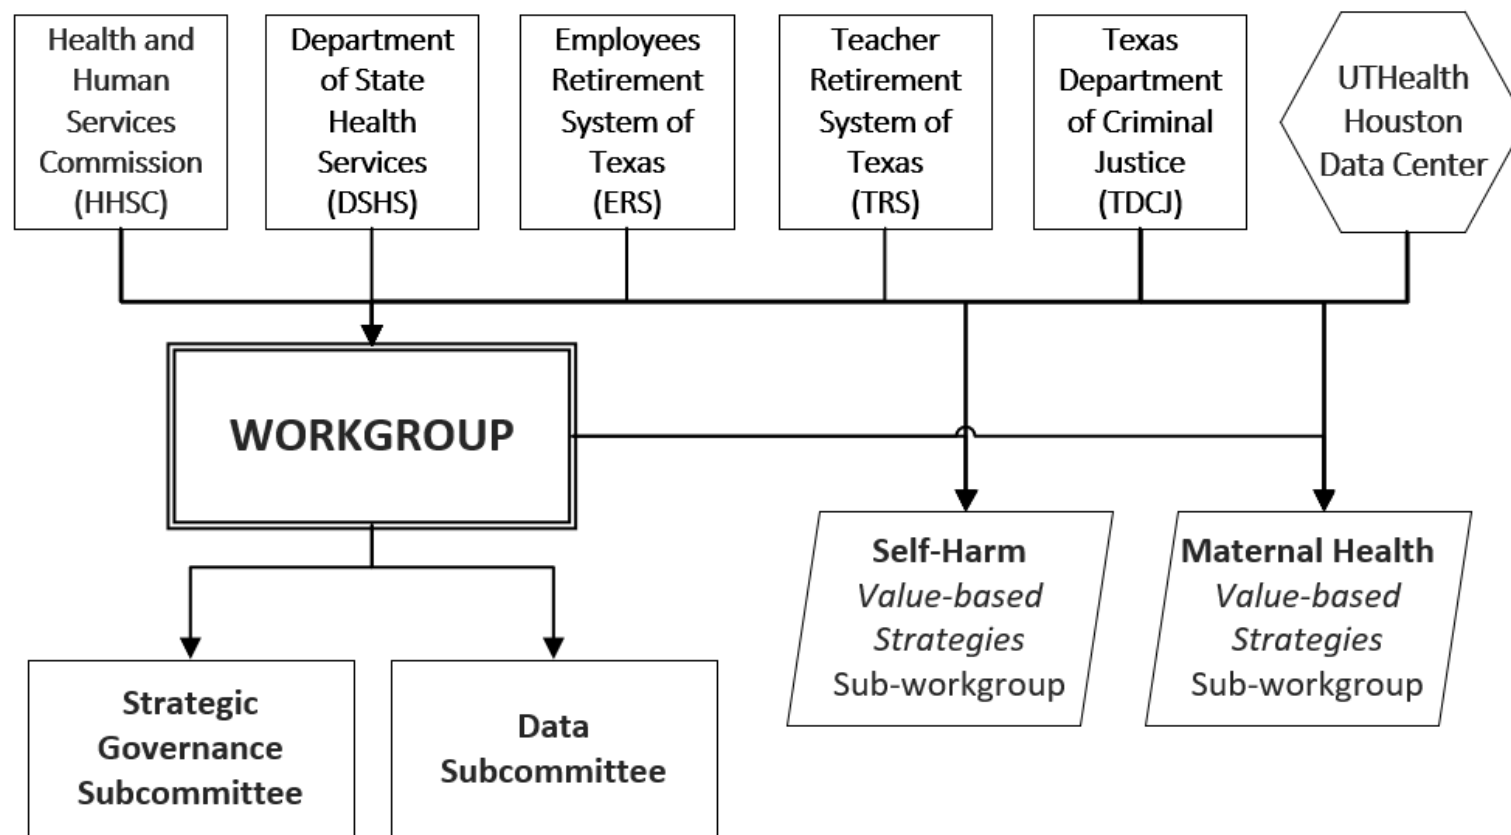 Health and
Human
Services
Commission
(HHSC)
Department
of State
Health
Services
(DSHS)
Employees
Retirement
System of
Texas
(ERS)
Teacher
Retirement
System of
Texas
(TRS)
Texas
Department
of Criminal
Justice
(TDCJ)
UTHealth
Houston
Data Center
WORKGROUP
Self-Harm
Value-based
Strategies
Sub-workgroup
Maternal Health
Value-based
Strategies
Sub-workgroup
Strategic
Governance
Subcommittee
Data
Subcommittee